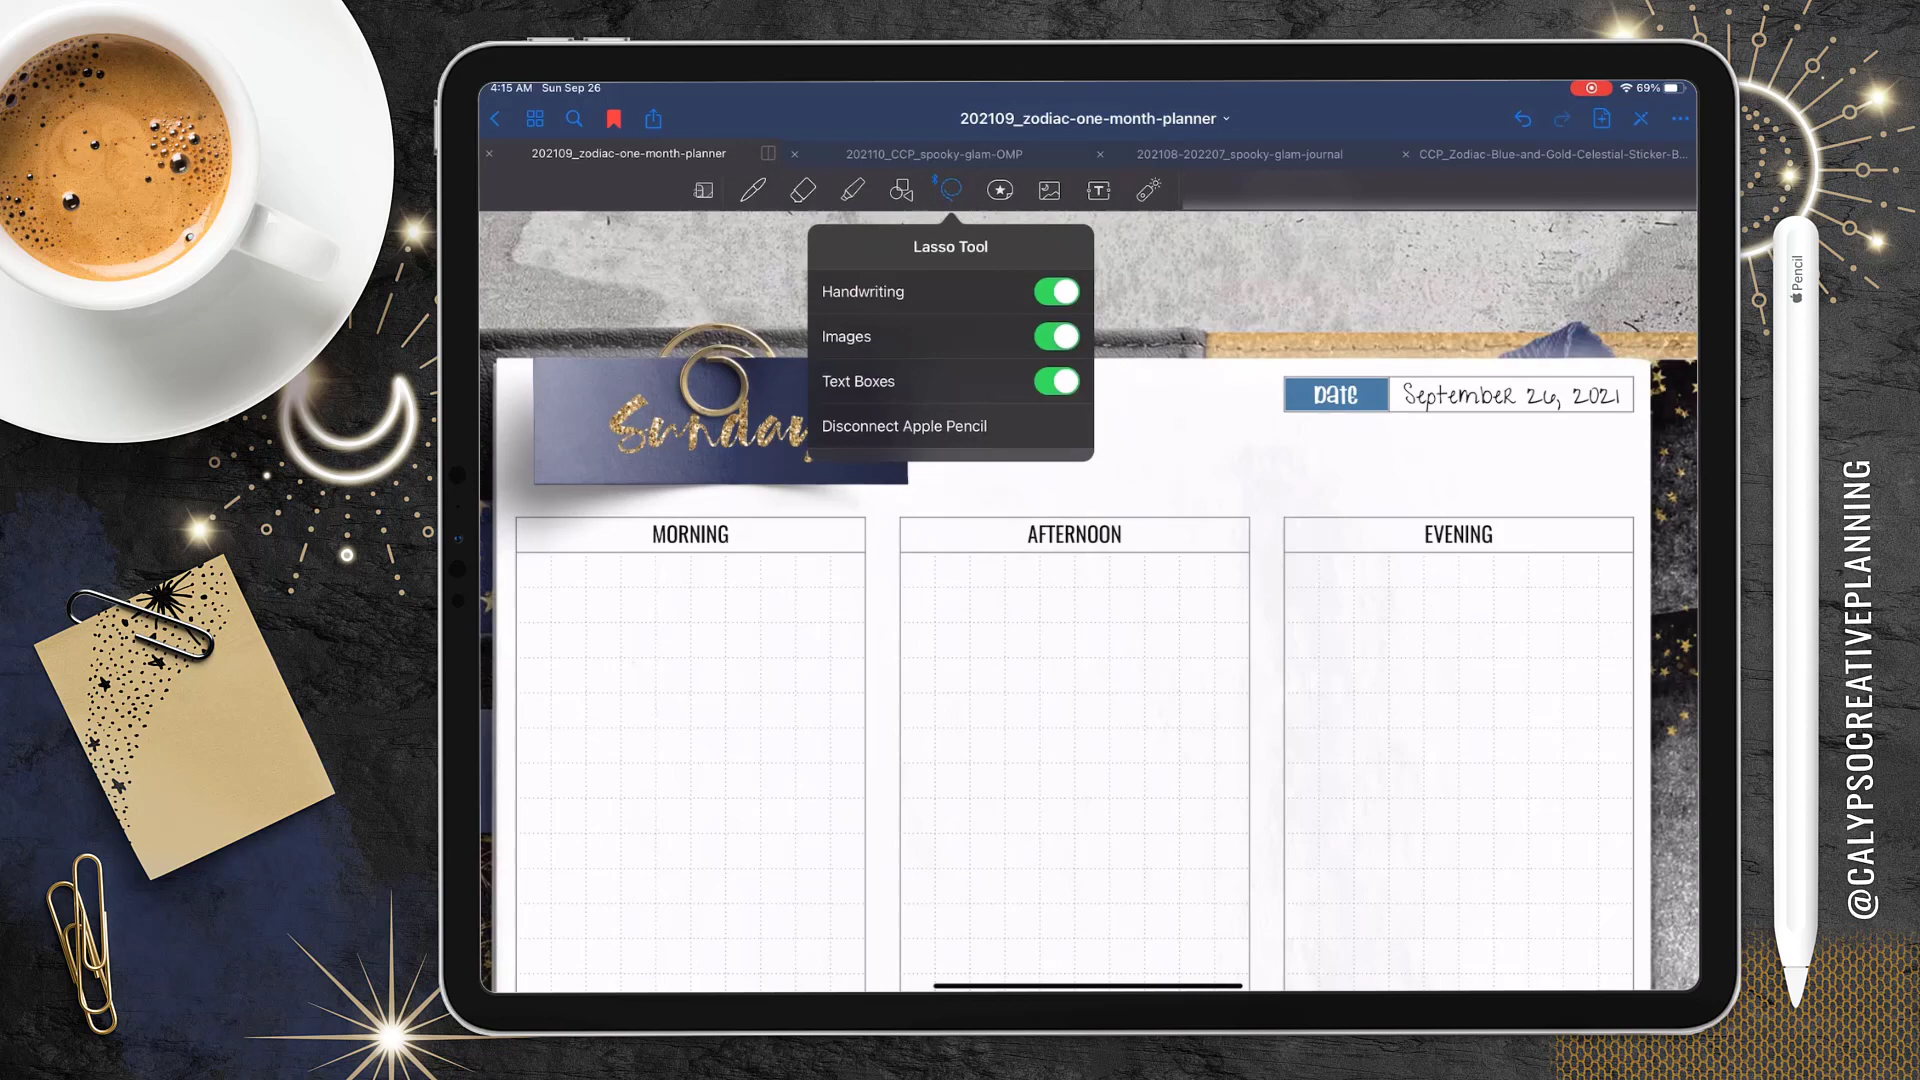 4:15 AM Sun Sep 26
69%
202109_zodiac-one-month-planner
202109_zodiac-one-month-planner
202110_CCP_spooky-glam-OMP
202108-202207_spooky-glam-journal
CCP_Zodiac-Blue-and-Gold-Celestial-Sticker-B...
Lasso Tool
Handwriting
Images
Text Boxes
Disconnect Apple Pencil
Sunday
Date
September 26, 2021
MORNING
AFTERNOON
EVENING
Pencil
@CALYPSOCREATIVEPLANNING